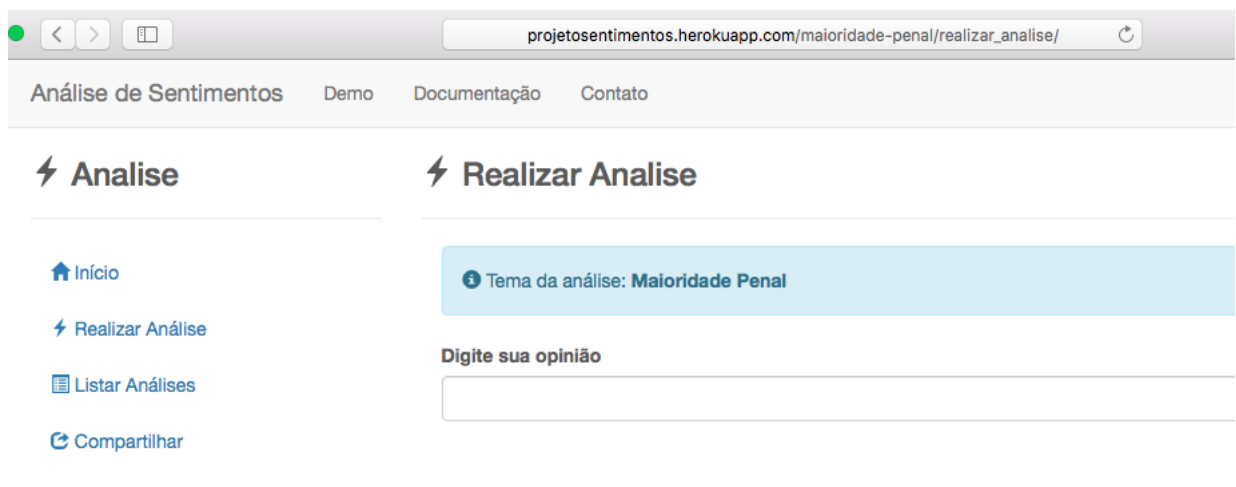 projetosentimentos.herokuapp.com/maioridade-penal/realizar_analise/
Análise de Sentimentos Demo Documentação Contato
Analise
Realizar Analise
Início
Tema da análise: Maioridade Penal
Realizar Análise
Digite sua opinião
Listar Análises
Compartilhar